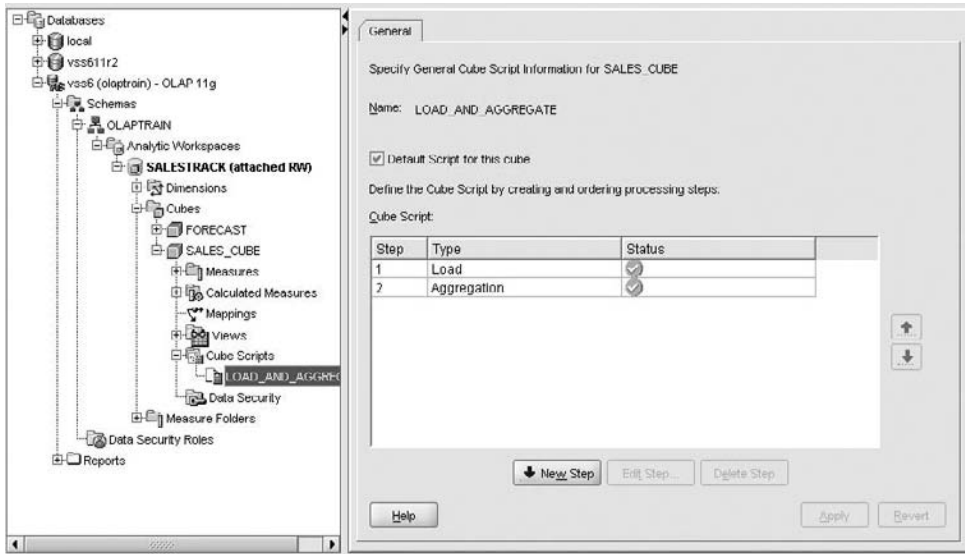 Databases
local
vss611r2
vss6 (olaptrain) - OLAP 11g
Schemas
OLAPTRAIN
Analytic Workspaces
SALESTRACK (attached RW)
Dimensions
Cubes
FORECAST
SALES_CUBE
Measures
Calculated Measures
Mappings
Views
Cube Scripts
LOAD_AND_AGGREG
Data Security
Measure Folders
Data Security Roles
Reports
General
Specify General Cube Script Information for SALES_CUBE
Name: LOAD_AND_AGGREGATE
Default Script for this cube
Define the Cube Script by creating and ordering processing steps:
Cube Script:
Step Type Status
1 Load
2 Aggregation
New Step Edit Step... Delete Step
Help Apply Revert